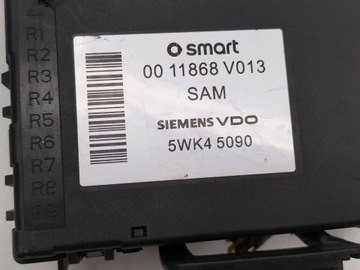 smart
00 11868 V013
SAM
SIEMENS VDO
5WK4 5090
R1
R2
R3
R4
R5
R6
R7
R8